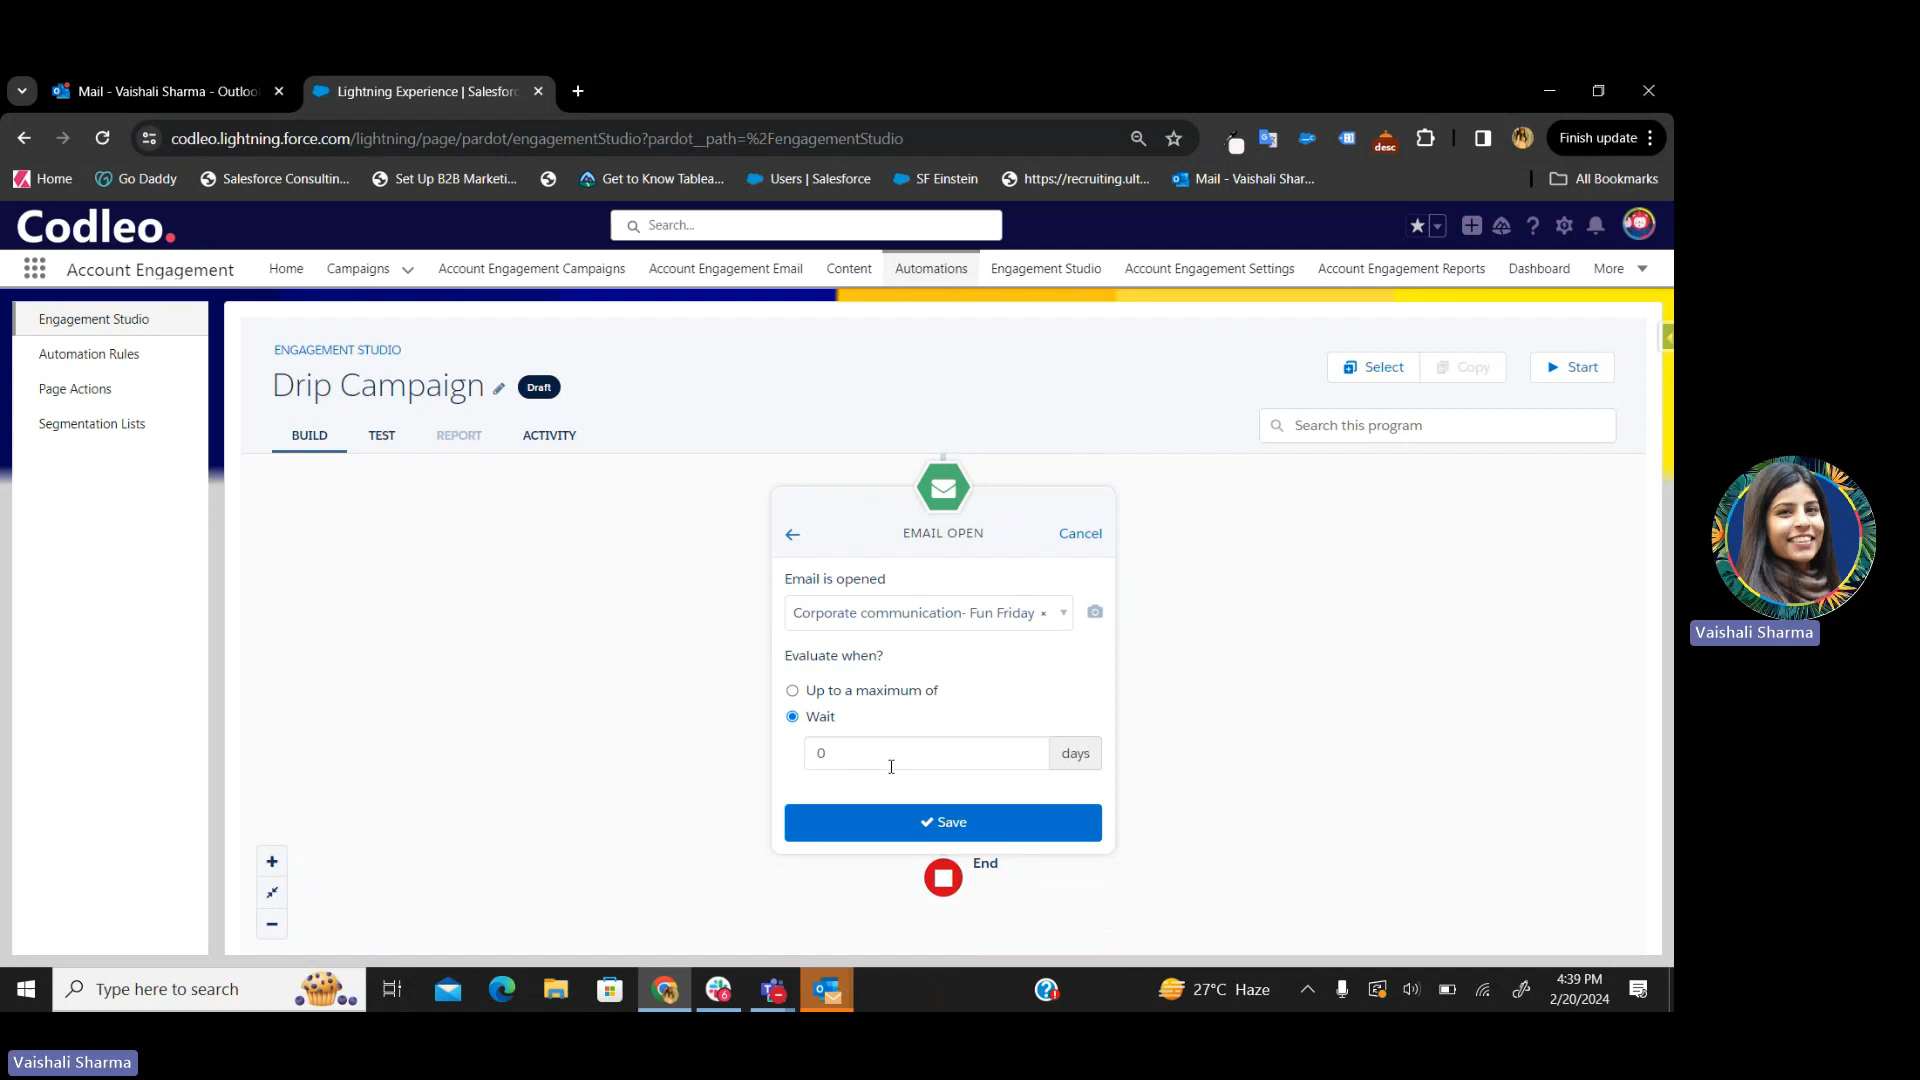 Mail - Vaishali Sharma - Outloo
Lightning Experience | Salesforc
codleo.lightning.force.com/lightning/page/pardot/engagementStudio?pardot__path=%2FengagementStudio
desc
Finish update
Home
Go Daddy
Salesforce Consultin...
Set Up B2B Marketi...
Get to Know Tablea...
Users | Salesforce
SF Einstein
https://recruiting.ult...
Mail - Vaishali Shar...
All Bookmarks
Codleo.
Search...
Account Engagement
Home
Campaigns
Account Engagement Campaigns
Account Engagement Email
Content
Automations
Engagement Studio
Account Engagement Settings
Account Engagement Reports
Dashboard
More
Engagement Studio
Automation Rules
Page Actions
Segmentation Lists
ENGAGEMENT STUDIO
Drip Campaign
Draft
Select
Copy
Start
BUILD
TEST
REPORT
ACTIVITY
Search this program
EMAIL OPEN
Cancel
Email is opened
Corporate communication- Fun Friday ×
Evaluate when?
Up to a maximum of
Wait
0
days
Save
End
Vaishali Sharma
Type here to search
6
27°C Haze
4:39 PM
2/20/2024
Vaishali Sharma